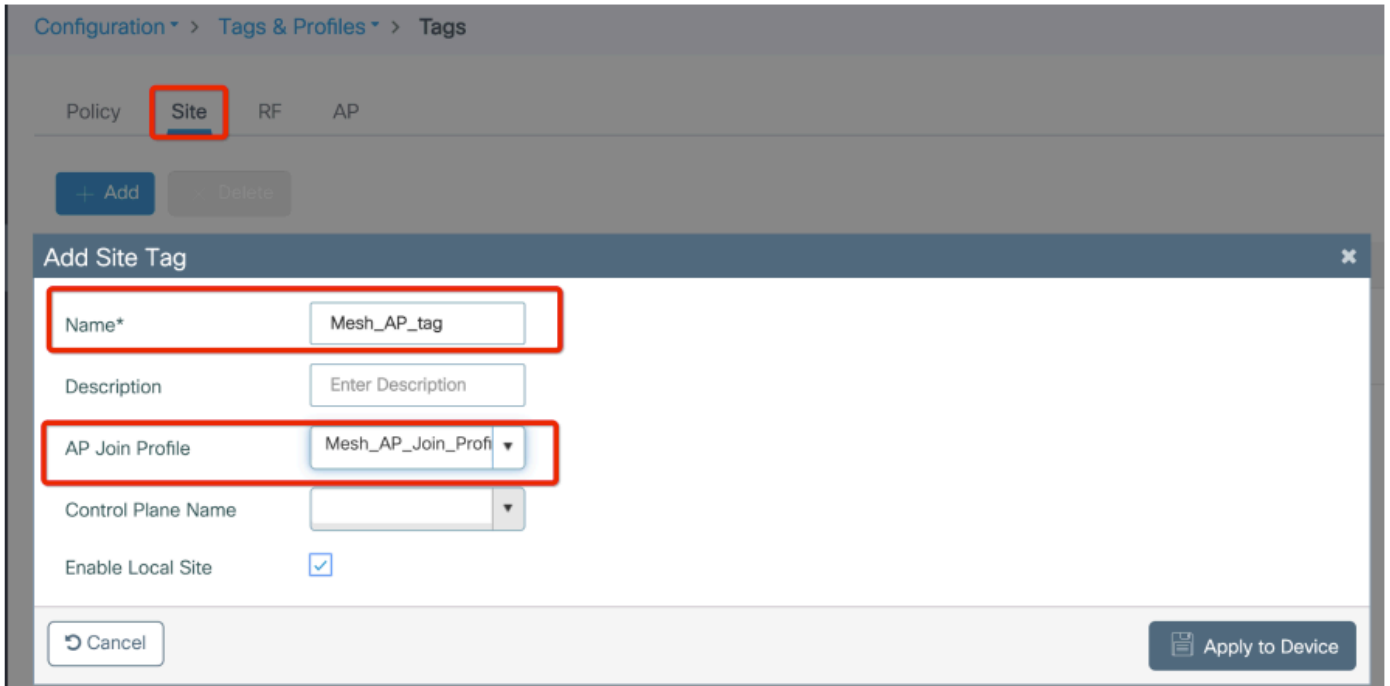 Configuration > Tags & Profiles > Tags
Policy Site RF AP
+ Add Delete
Add Site Tag
Name* Mesh_AP_tag
Description Enter Description
AP Join Profile Mesh_AP_Join_Profi
Control Plane Name
Enable Local Site
Cancel Apply to Device